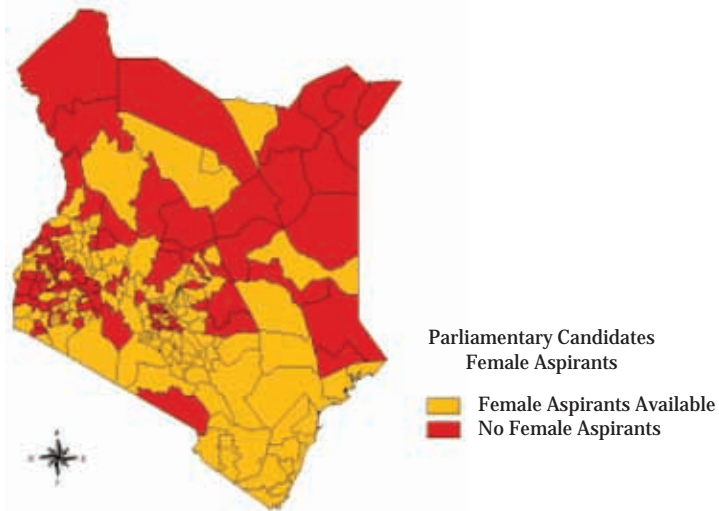 Parliamentary Candidates
Female Aspirants
Female Aspirants Available
No Female Aspirants